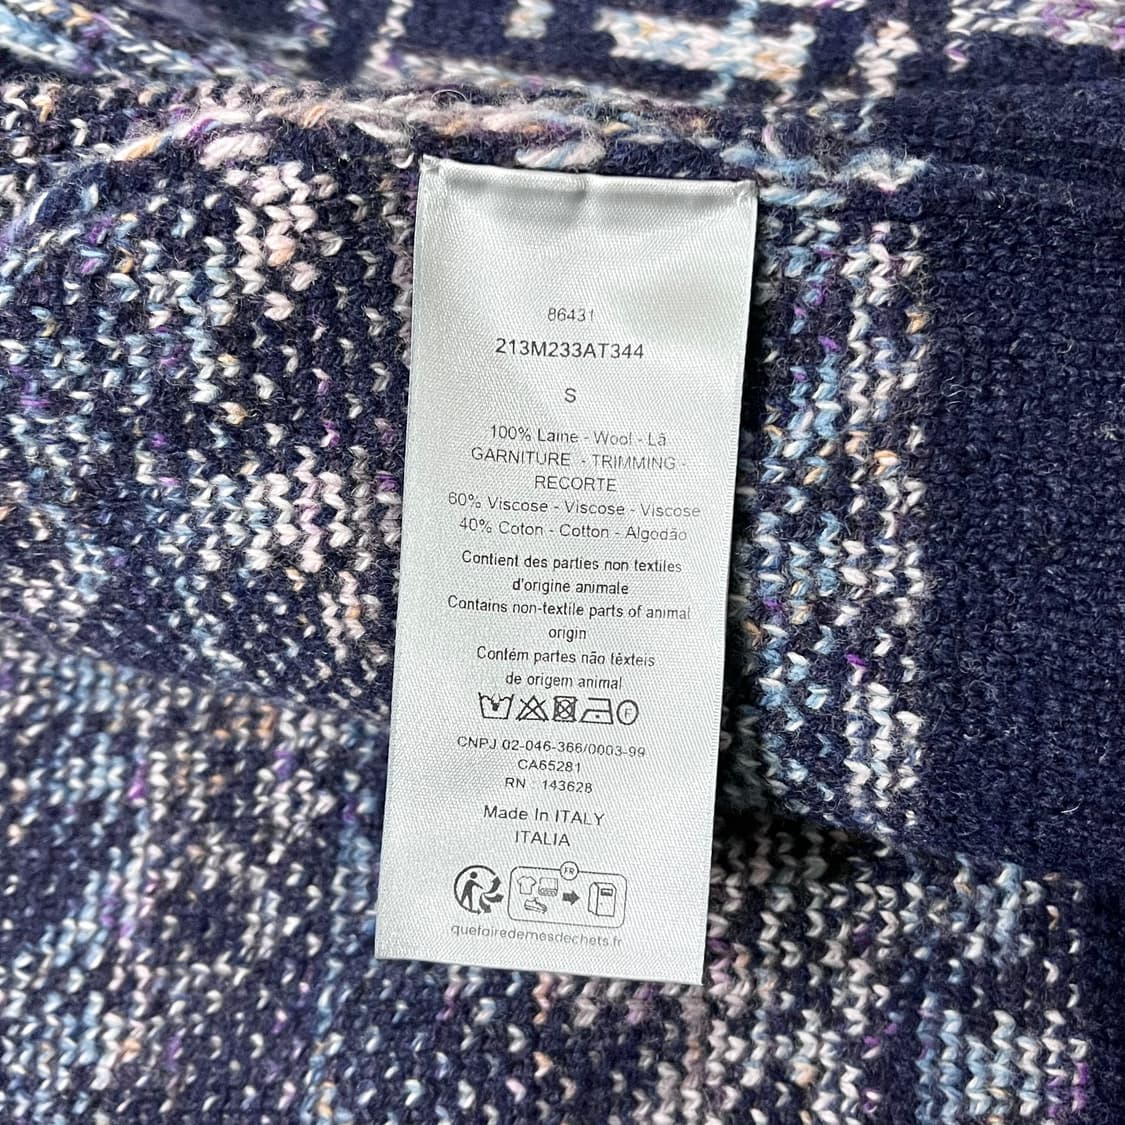 86431
213M233AT344
S
100% Laine - Wool - Lã
GARNITURE - TRIMMING -
RECORTE
60% Viscose - Viscose - Viscose
40% Coton - Cotton - Algodão
Contient des parties non textiles
d'origine animale
Contains non-textile parts of animal
origin
Contém partes não têxteis
de origem animal
F
CNPJ 02-046-366/0003-99
CA65281
RN : 143628
Made In ITALY
ITALIA
FR
quefairedemesdechets.fr